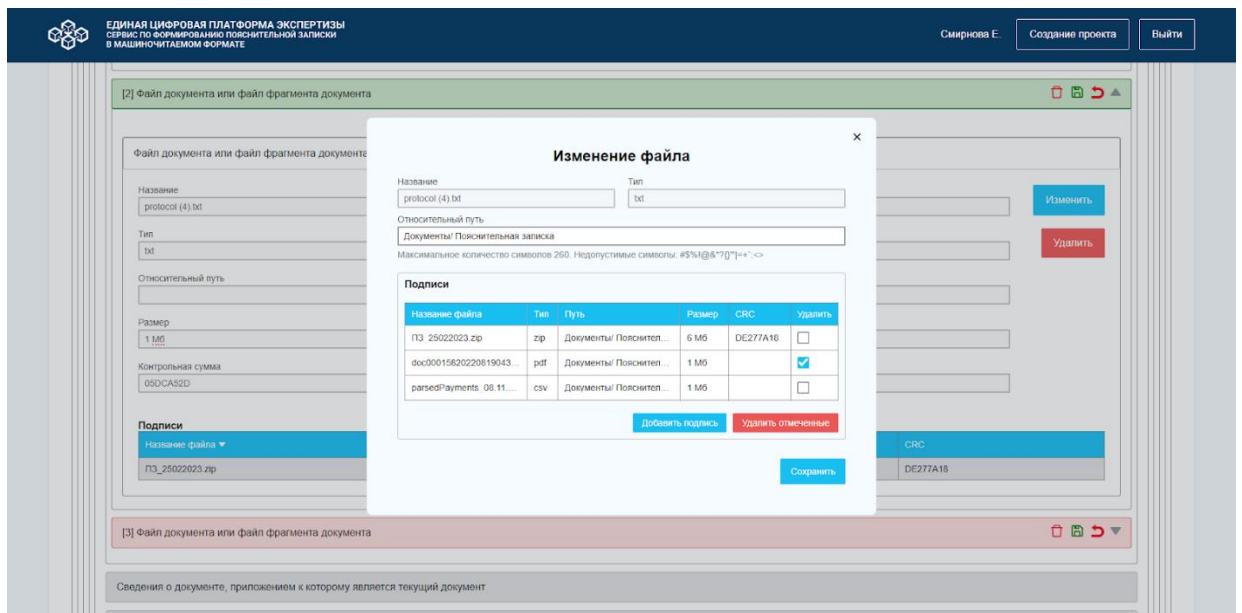 ЕДИНАЯ ЦИФРОВАЯ ПЛАТФОРМА ЭКСПЕРТИЗЫ
СЕРВИС ПО ФОРМИРОВАНИЮ ПОЯСНИТЕЛЬНОЙ ЗАПИСКИ
В МАШИНОЧИТАЕМОМ ФОРМАТЕ
Смирнова Е.
Создание проекта
Выйти
[2] Файл документа или файл фрагмента документа
Файл документа или файл фрагмента документа
Название
protocol (4).txt
Тип
txt
Относительный путь
Размер
1 Мб
Контрольная сумма
05DCA52D
Изменить
Удалить
Подписи
Название файла
CRC
ПЗ_25022023.zip
DE277A18
Изменение файла
×
Название
Тип
protocol (4).txt
txt
Относительный путь
Документы/ Пояснительная записка
Максимальное количество символов 260. Недопустимые символы:
Подписи
Название файла Тип Путь Размер CRC Удалить
ПЗ_25022023.zip zip Документы/ Пояснител... 6 Мб DE277A18
doc00015820220819043... pdf Документы/ Пояснител... 1 Мб
parsedPayments_08.11.... csv Документы/ Пояснител... 1 Мб
Добавить подпись
Удалить отмеченные
Сохранить
[3] Файл документа или файл фрагмента документа
Сведения о документе, приложением к которому является текущий документ